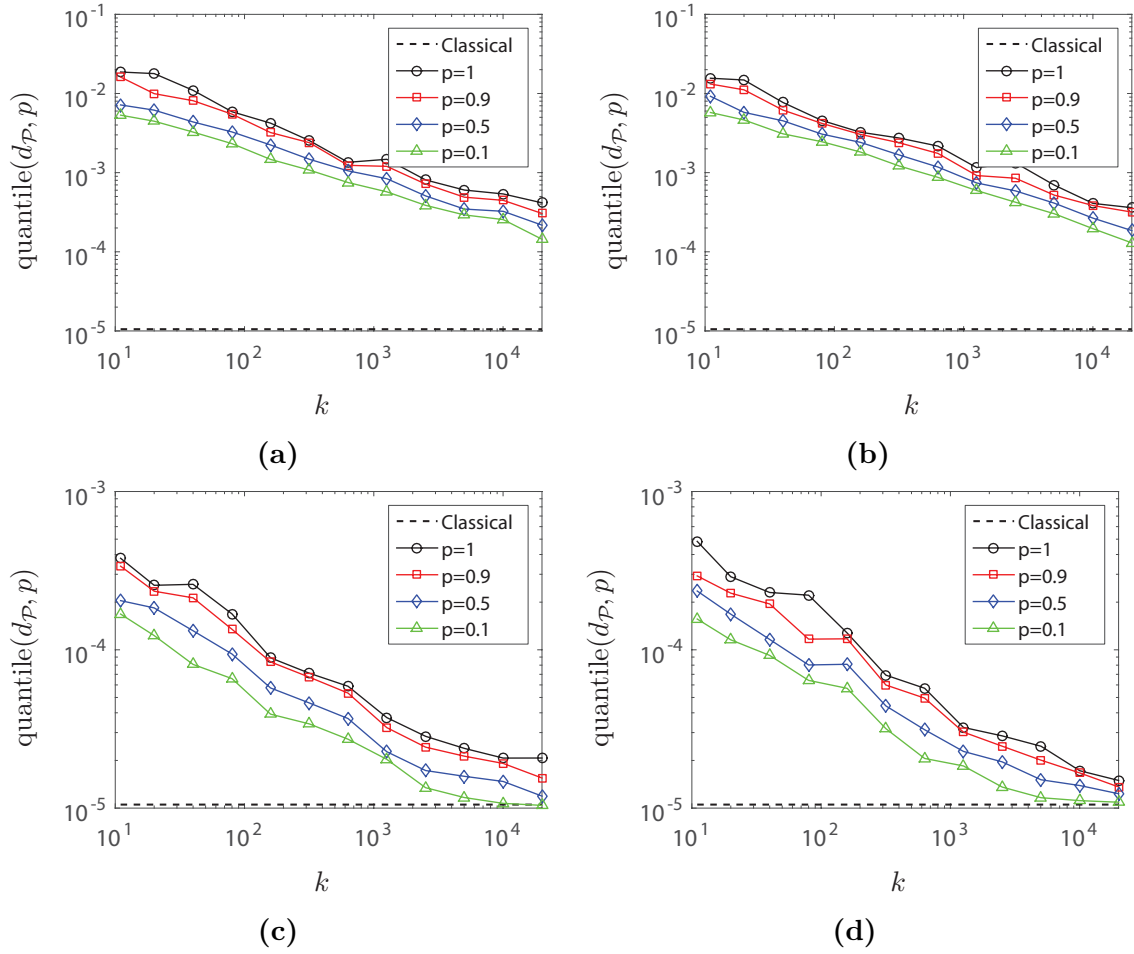 10^-1
10^-2
10^-3
10^-4
10^-5
quantile(d_𝒫, p)
Classical
p=1
p=0.9
p=0.5
p=0.1
10^1
10^2
10^3
10^4
k
(a)
10^-1
10^-2
10^-3
10^-4
10^-5
quantile(d_𝒫, p)
Classical
p=1
p=0.9
p=0.5
p=0.1
10^1
10^2
10^3
10^4
k
(b)
10^-3
10^-4
10^-5
quantile(d_𝒫, p)
Classical
p=1
p=0.9
p=0.5
p=0.1
10^1
10^2
10^3
10^4
k
(c)
10^-3
10^-4
10^-5
quantile(d_𝒫, p)
Classical
p=1
p=0.9
p=0.5
p=0.1
10^1
10^2
10^3
10^4
k
(d)